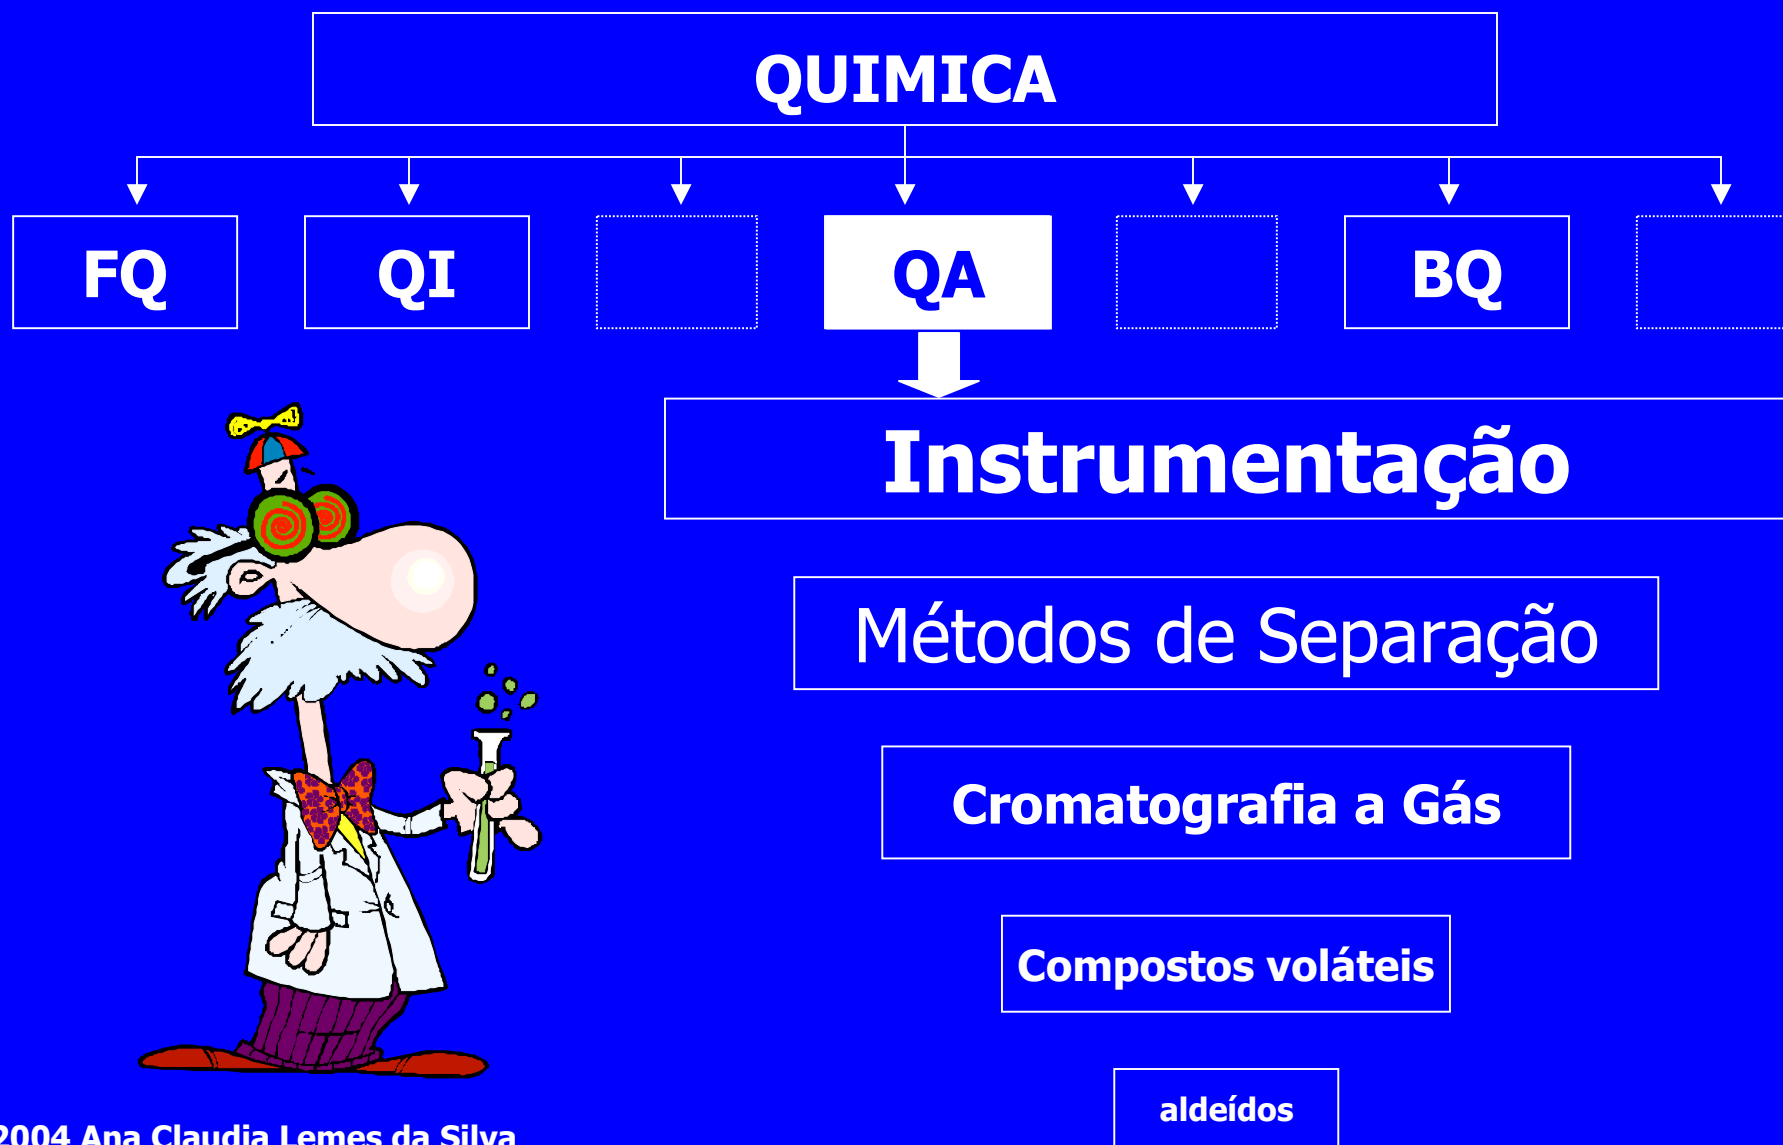 QUIMICA
FQ
QI
QA
BQ
Instrumentação
Métodos de Separação
Cromatografia a Gás
Compostos voláteis
aldeídos
2004 Ana Claudia Lemes da Silva